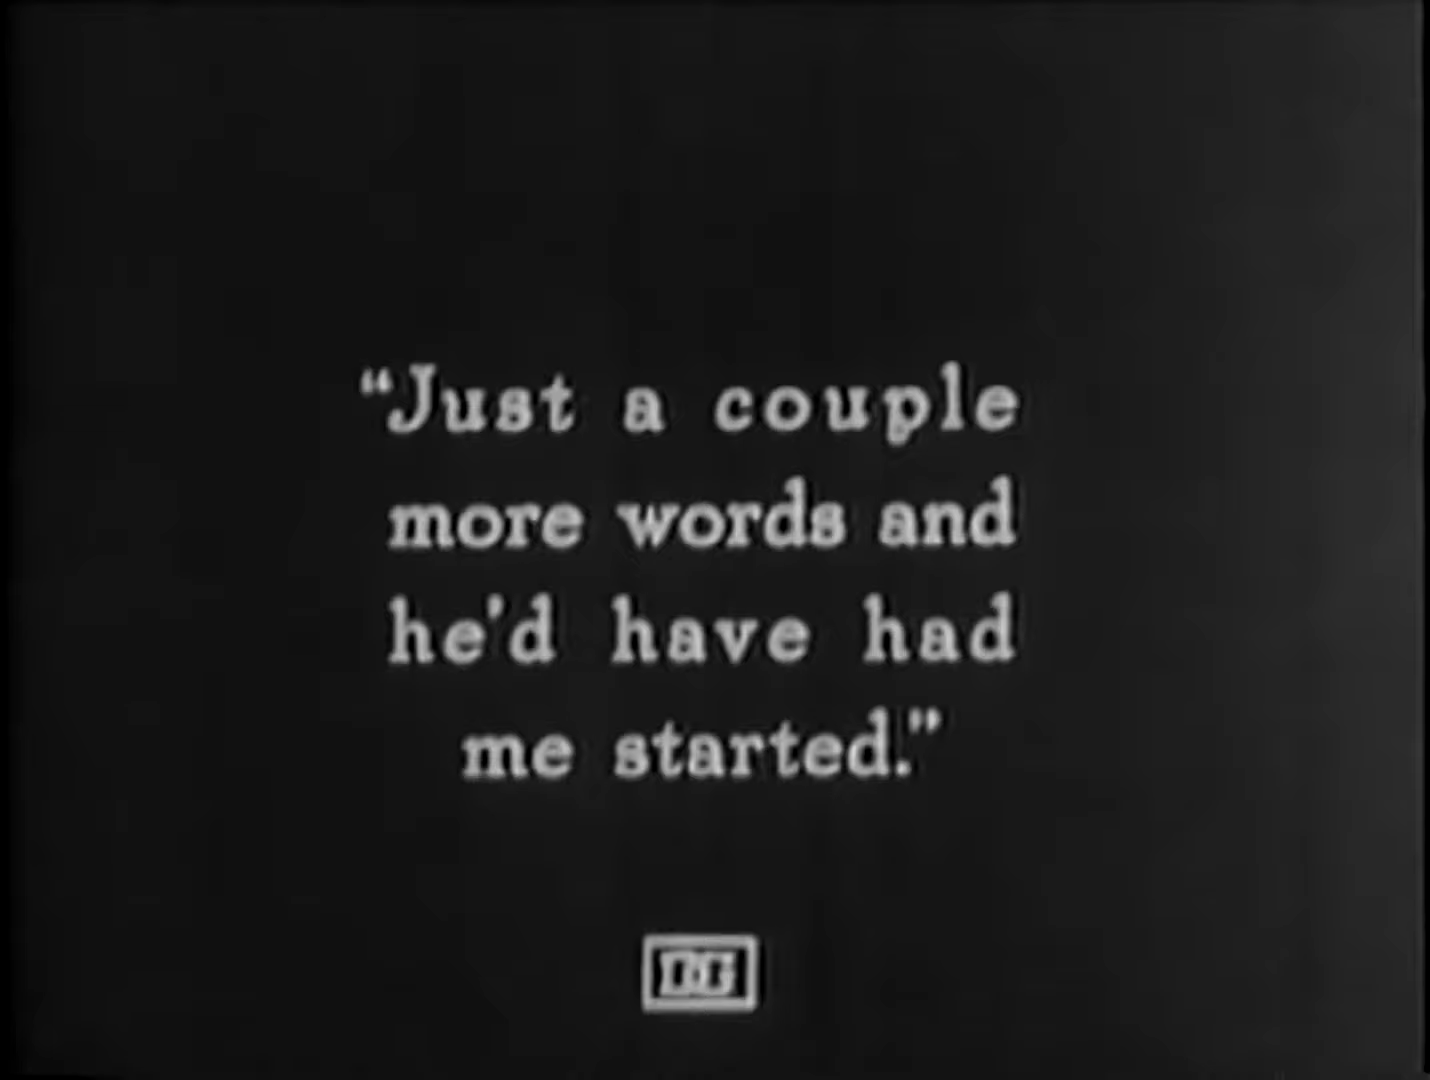 “Just a couple
more words and
he'd have had
me started.”